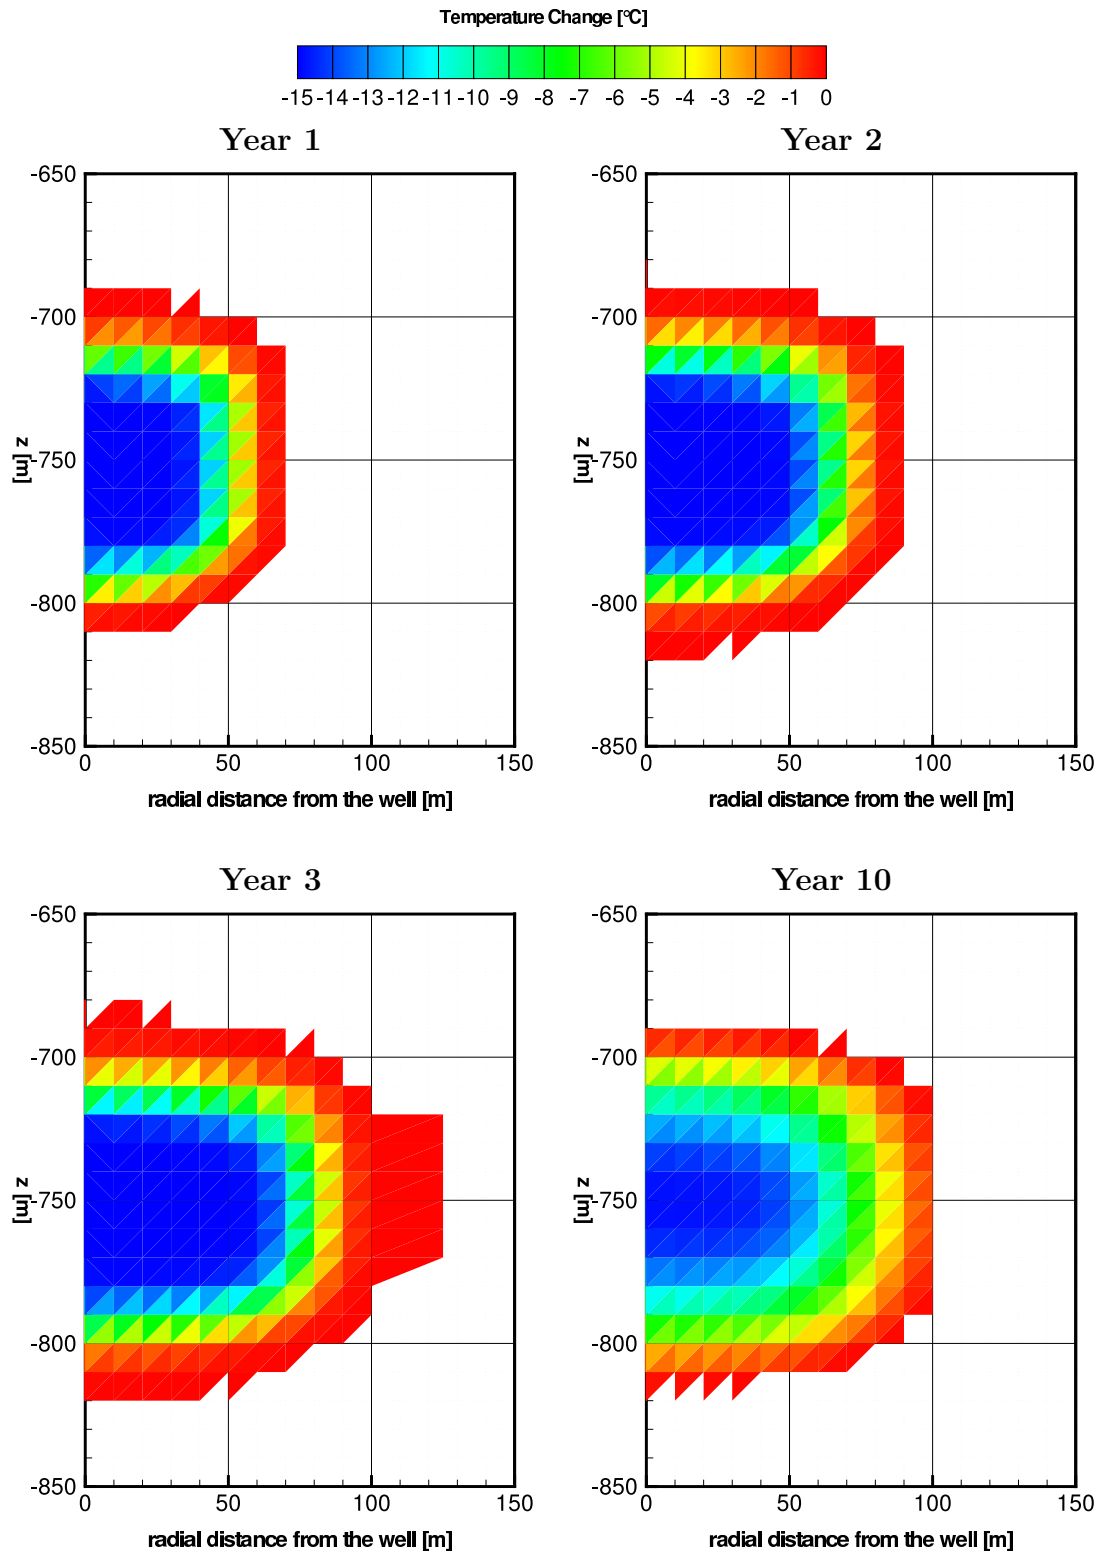 Temperature Change [°C]
-15 -14 -13 -12 -11 -10 -9 -8 -7 -6 -5 -4 -3 -2 -1 0
Year 1
-650
-700
-750
-800
-850
z [m]
0 50 100 150
radial distance from the well [m]
Year 2
-650
-700
-750
-800
-850
z [m]
0 50 100 150
radial distance from the well [m]
Year 3
-650
-700
-750
-800
-850
z [m]
0 50 100 150
radial distance from the well [m]
Year 10
-650
-700
-750
-800
-850
z [m]
0 50 100 150
radial distance from the well [m]